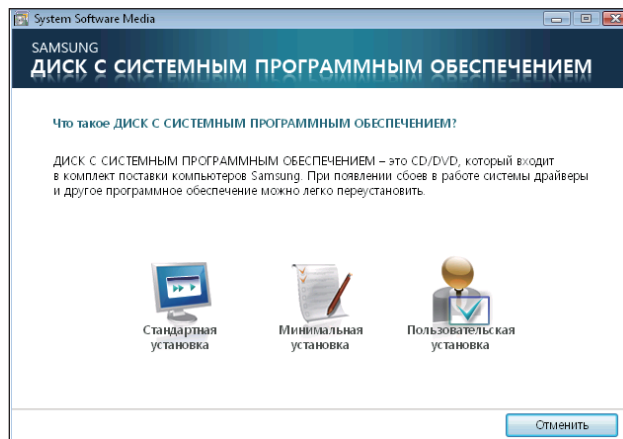 System Software Media
SAMSUNG
ДИСК С СИСТЕМНЫМ ПРОГРАММНЫМ ОБЕСПЕЧЕНИЕМ
Что такое ДИСК С СИСТЕМНЫМ ПРОГРАММНЫМ ОБЕСПЕЧЕНИЕМ?
ДИСК С СИСТЕМНЫМ ПРОГРАММНЫМ ОБЕСПЕЧЕНИЕМ – это CD/DVD, который входит
в комплект поставки компьютеров Samsung. При появлении сбоев в работе системы драйверы
и другое программное обеспечение можно легко переустановить.
Стандартная
установка
Минимальная
установка
Пользовательская
установка
Отменить